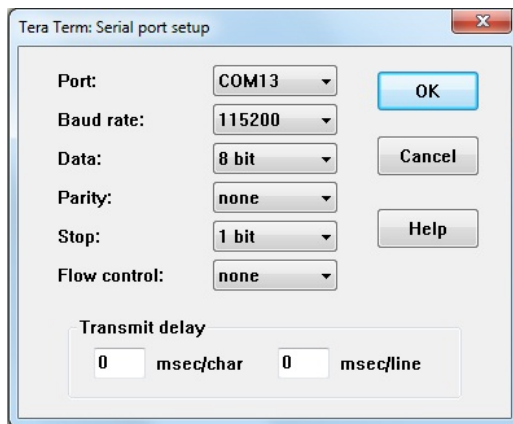 Tera Term: Serial port setup
Port: COM13
OK
Baud rate: 115200
Data: 8 bit
Cancel
Parity: none
Stop: 1 bit
Help
Flow control: none
Transmit delay
0 msec/char 0 msec/line